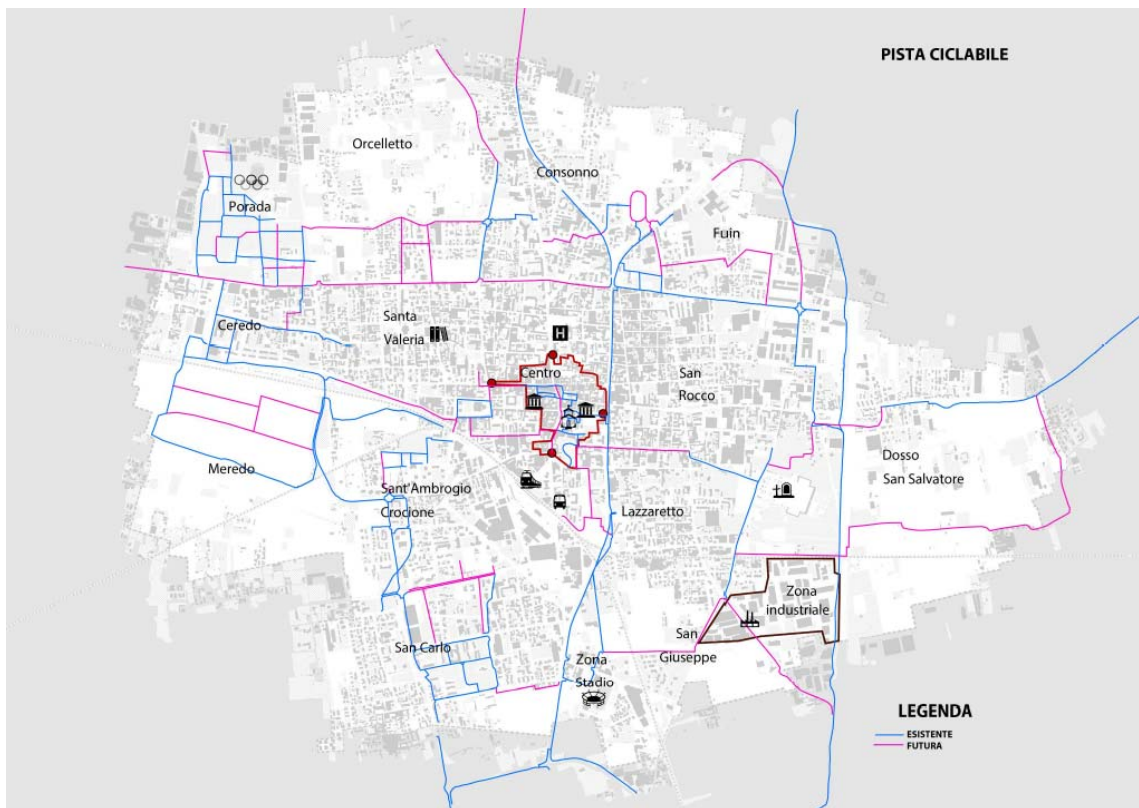 PISTA CICLABILE
Orcelletto
Consonno
Porada
Fuin
Ceredo
Santa
Valeria
H
Centro
San
Rocco
Meredo
Sant'Ambrogio
Crocione
Dosso
San Salvatore
Lazzaretto
Zona
industriale
San Carlo
San
Giuseppe
Zona
Stadio
LEGENDA
ESISTENTE
FUTURA